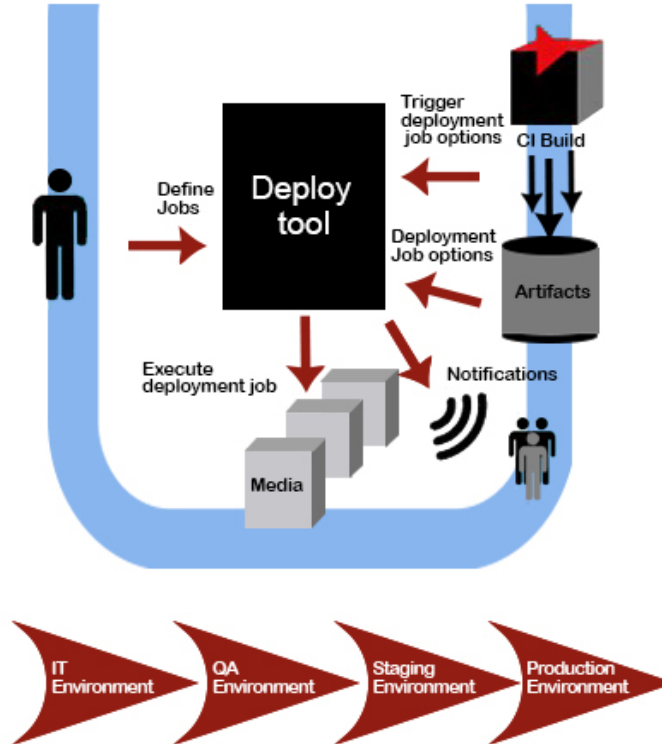 Trigger
deployment
job options
CI Build
Define
Jobs
Deploy
tool
Deployment
Job options
Artifacts
Execute
deployment job
Notifications
Media
IT
Environment
QA
Environment
Staging
Environment
Production
Environment